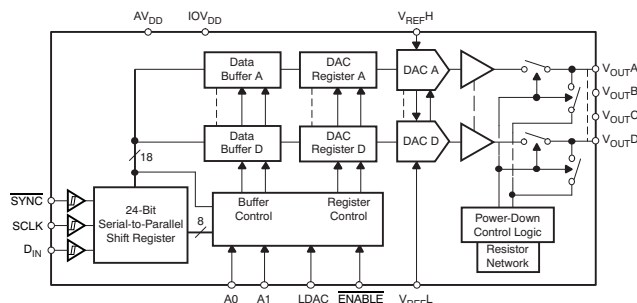 AVDD IOVDD VREFH
Data Buffer A
DAC Register A
DAC A
VOUTA
VOUTB
VOUTC
VOUTD
Data Buffer D
DAC Register D
DAC D
18
SYNC
SCLK
DIN
24-Bit
Serial-to-Parallel
Shift Register
8
Buffer
Control
Register
Control
Power-Down
Control Logic
Resistor
Network
A0 A1 LDAC ENABLE VREFL